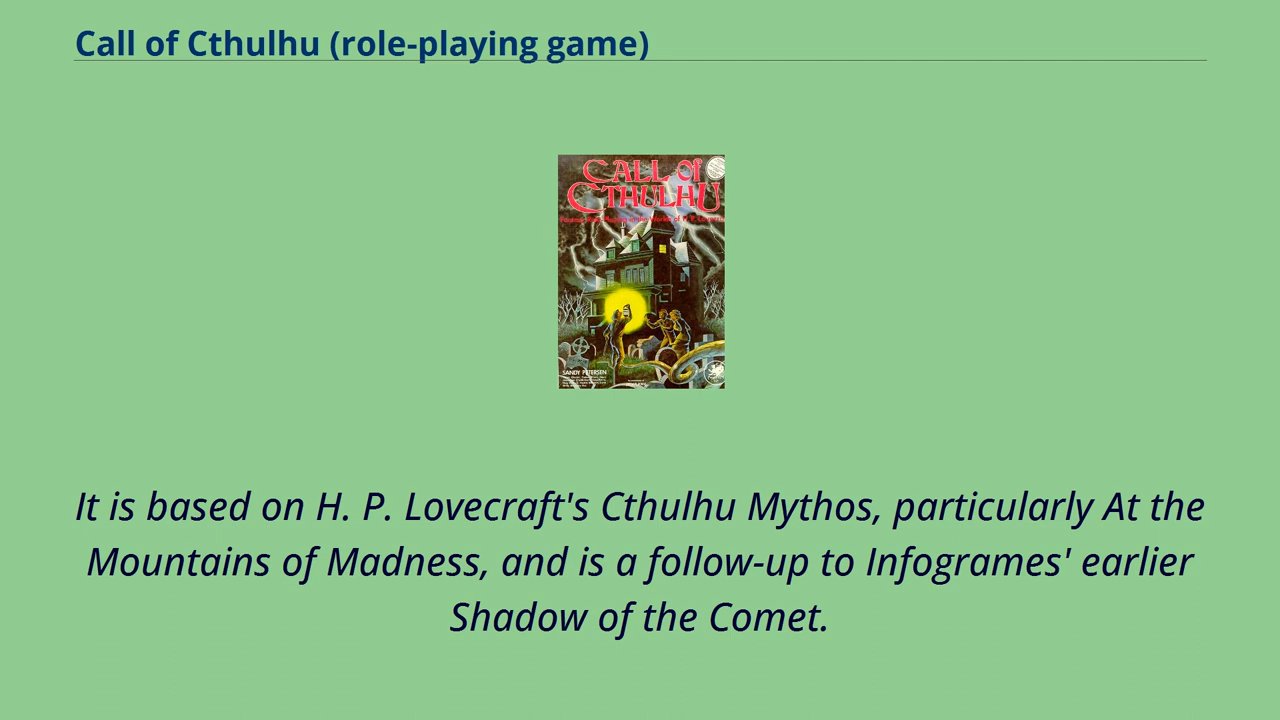 Call of Cthulhu (role-playing game)
CALL of
CTHULHU
SANDY PETERSEN
It is based on H. P. Lovecraft's Cthulhu Mythos, particularly At the
Mountains of Madness, and is a follow-up to Infogrames' earlier
Shadow of the Comet.